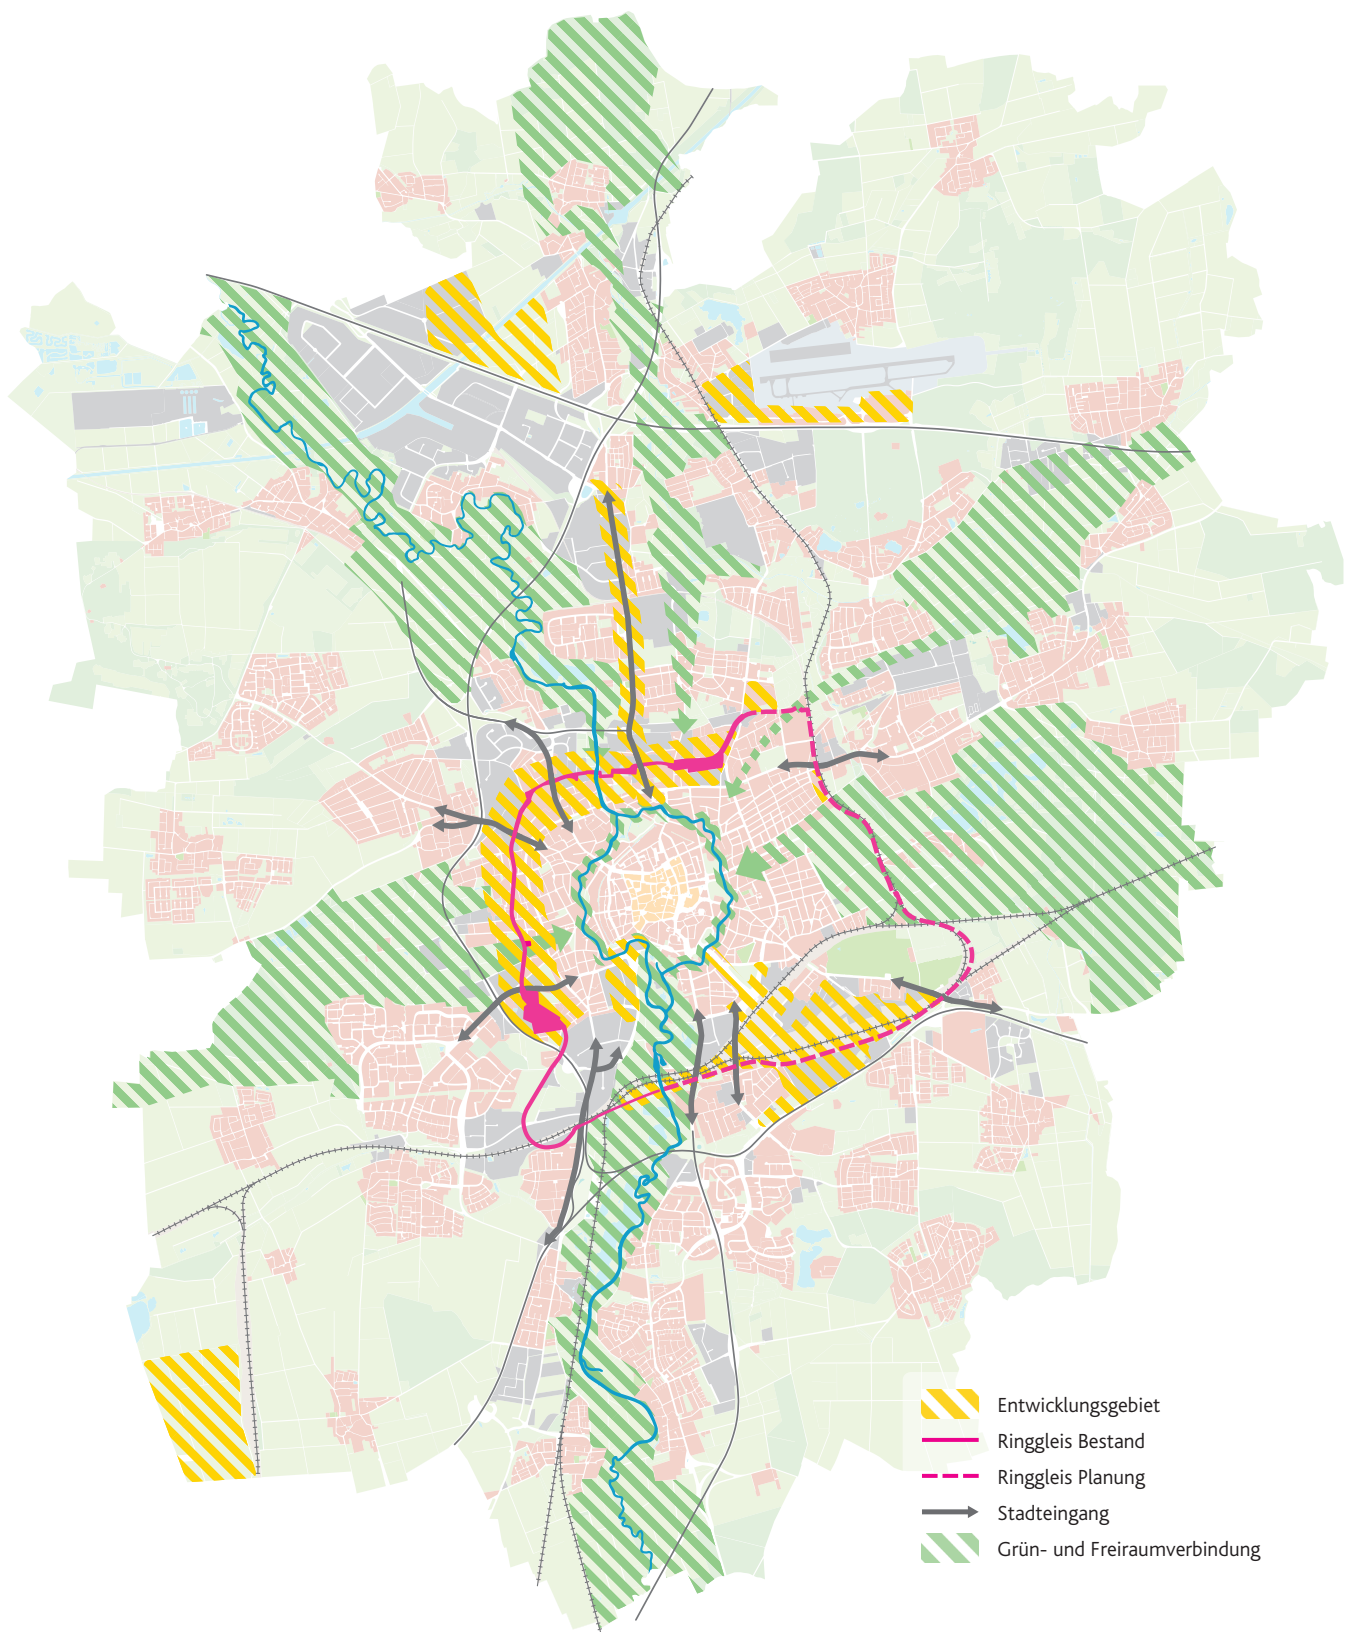 Entwicklungsgebiet
Ringgleis Bestand
Ringgleis Planung
Stadteingang
Grün- und Freiraumverbindung